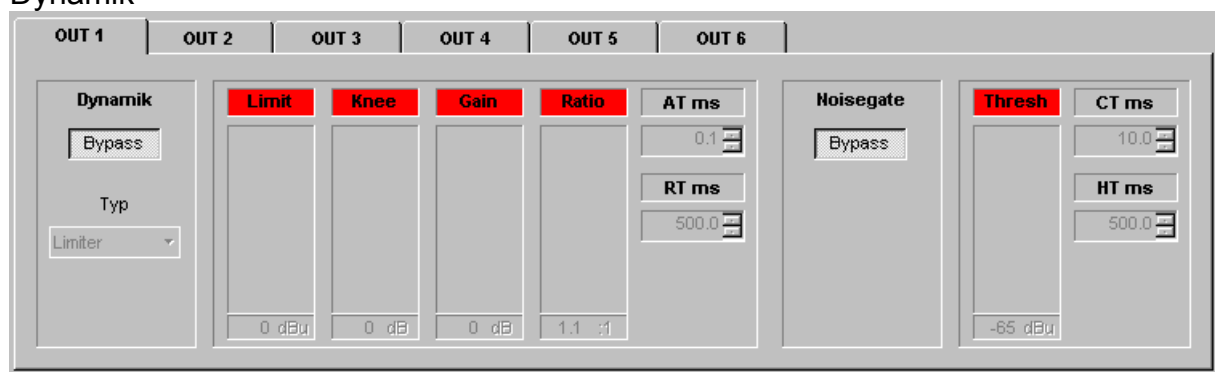 Dynamik
OUT 1 OUT 2 OUT 3 OUT 4 OUT 5 OUT 6
Dynamik Limit Knee Gain Ratio AT ms Noisegate Thresh CT ms
Bypass 0.1 Bypass 10.0
RT ms HT ms
Typ
500.0 500.0
Limiter
0 dBu 0 dB 0 dB 1.1 :1 -65 dBu